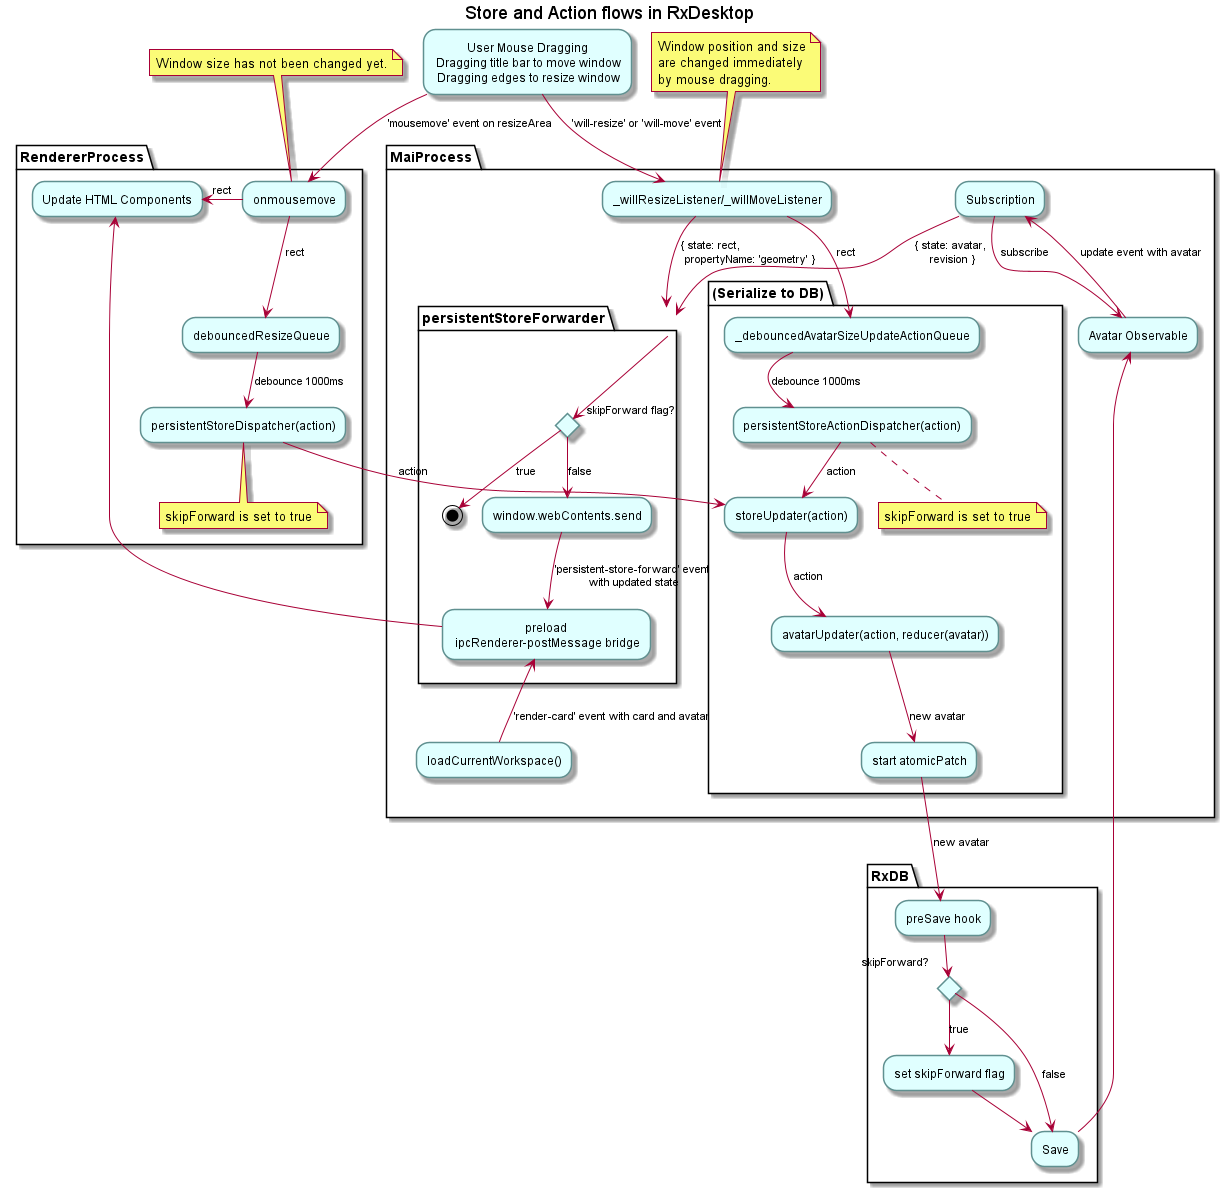 Store and Action flows in RxDesktop
User Mouse Dragging
Dragging title bar to move window
Dragging edges to resize window
Window size has not been changed yet.
Window position and size
are changed immediately
by mouse dragging.
'mousemove' event on resizeArea
'will-resize' or 'will-move' event
RendererProcess
MaiProcess
Update HTML Components
rect
onmousemove
_willResizeListener/_willMoveListener
Subscription
rect
{ state: rect,
propertyName: 'geometry' }
rect
{ state: avatar,
revision }
subscribe
update event with avatar
persistentStoreForwarder
(Serialize to DB)
debouncedResizeQueue
_debouncedAvatarSizeUpdateActionQueue
Avatar Observable
debounce 1000ms
debounce 1000ms
skipForward flag?
persistentStoreDispatcher(action)
persistentStoreActionDispatcher(action)
action
true
false
action
skipForward is set to true
window.webContents.send
storeUpdater(action)
skipForward is set to true
'persistent-store-forward' event
with updated state
action
preload
ipcRenderer-postMessage bridge
avatarUpdater(action, reducer(avatar))
'render-card' event with card and avatar
new avatar
loadCurrentWorkspace()
start atomicPatch
new avatar
RxDB
preSave hook
skipForward?
true
set skipForward flag
false
Save